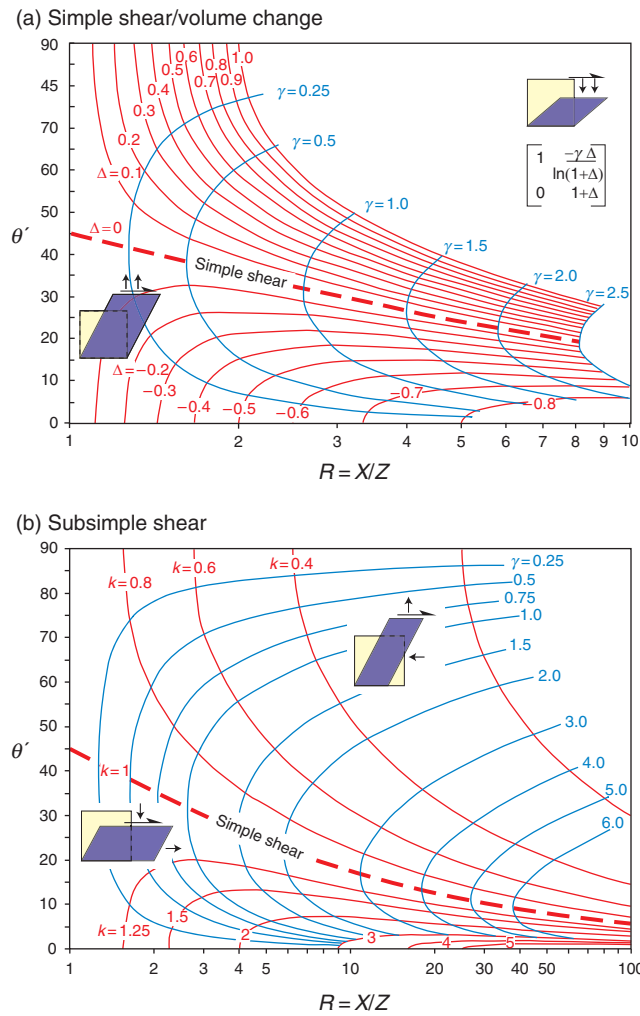 (a) Simple shear/volume change
90
45
70
60
50
40
30
20
10
0
θ′
0.6
0.8
1.0
0.5
0.7
0.9
0.4
0.3
0.2
Δ=0.1
Δ=0
Simple shear
Δ=−0.2
−0.3
−0.4
−0.5
−0.6
−0.7
−0.8
γ=0.25
γ=0.5
γ=1.0
γ=1.5
γ=2.0
γ=2.5
1 −γ Δ
ln(1+Δ)
0 1+Δ
1 2 3 4 5 6 7 8 9 10
R = X/Z
(b) Subsimple shear
90
80
70
60
50
40
30
20
10
0
θ′
k=0.8
k=0.6
k=0.4
γ=0.25
0.5
0.75
1.0
1.5
2.0
3.0
4.0
5.0
6.0
k=1
Simple shear
k=1.25
1.5
2
3
4
5
1 2 3 4 5 10 20 30 40 50 100
R = X/Z